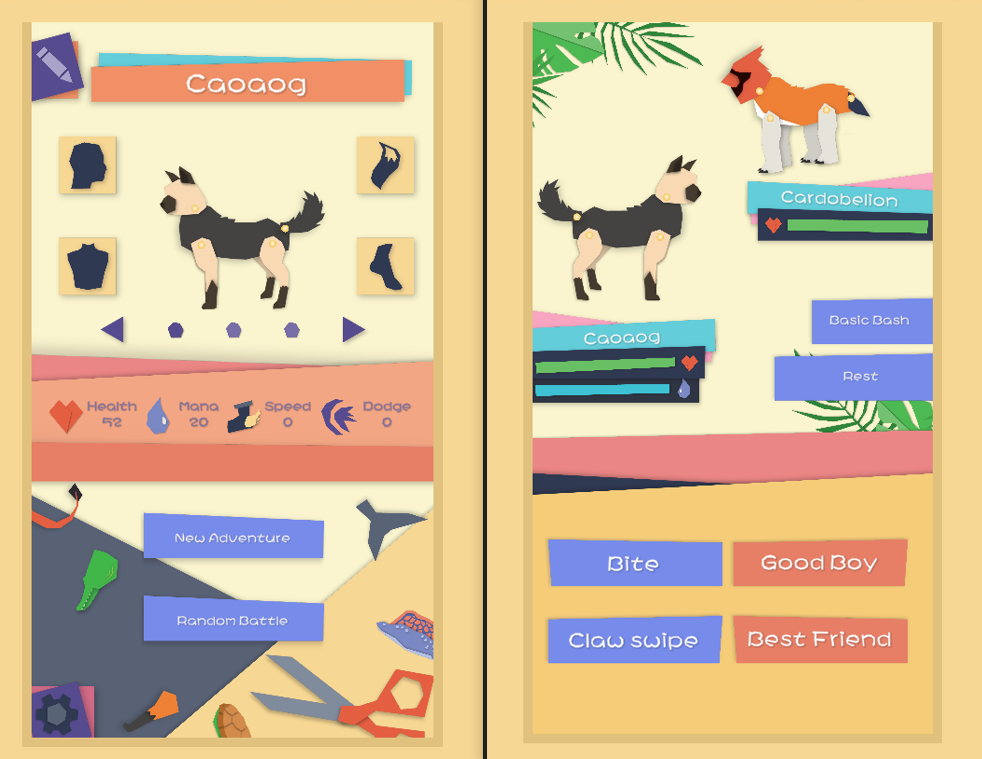 Caoaog
Health
52
Mana
20
Speed
0
Dodge
0
New Adventure
Random Battle
Cardobelion
Caoaog
Basic Bash
Rest
Bite
Good Boy
Claw swipe
Best Friend